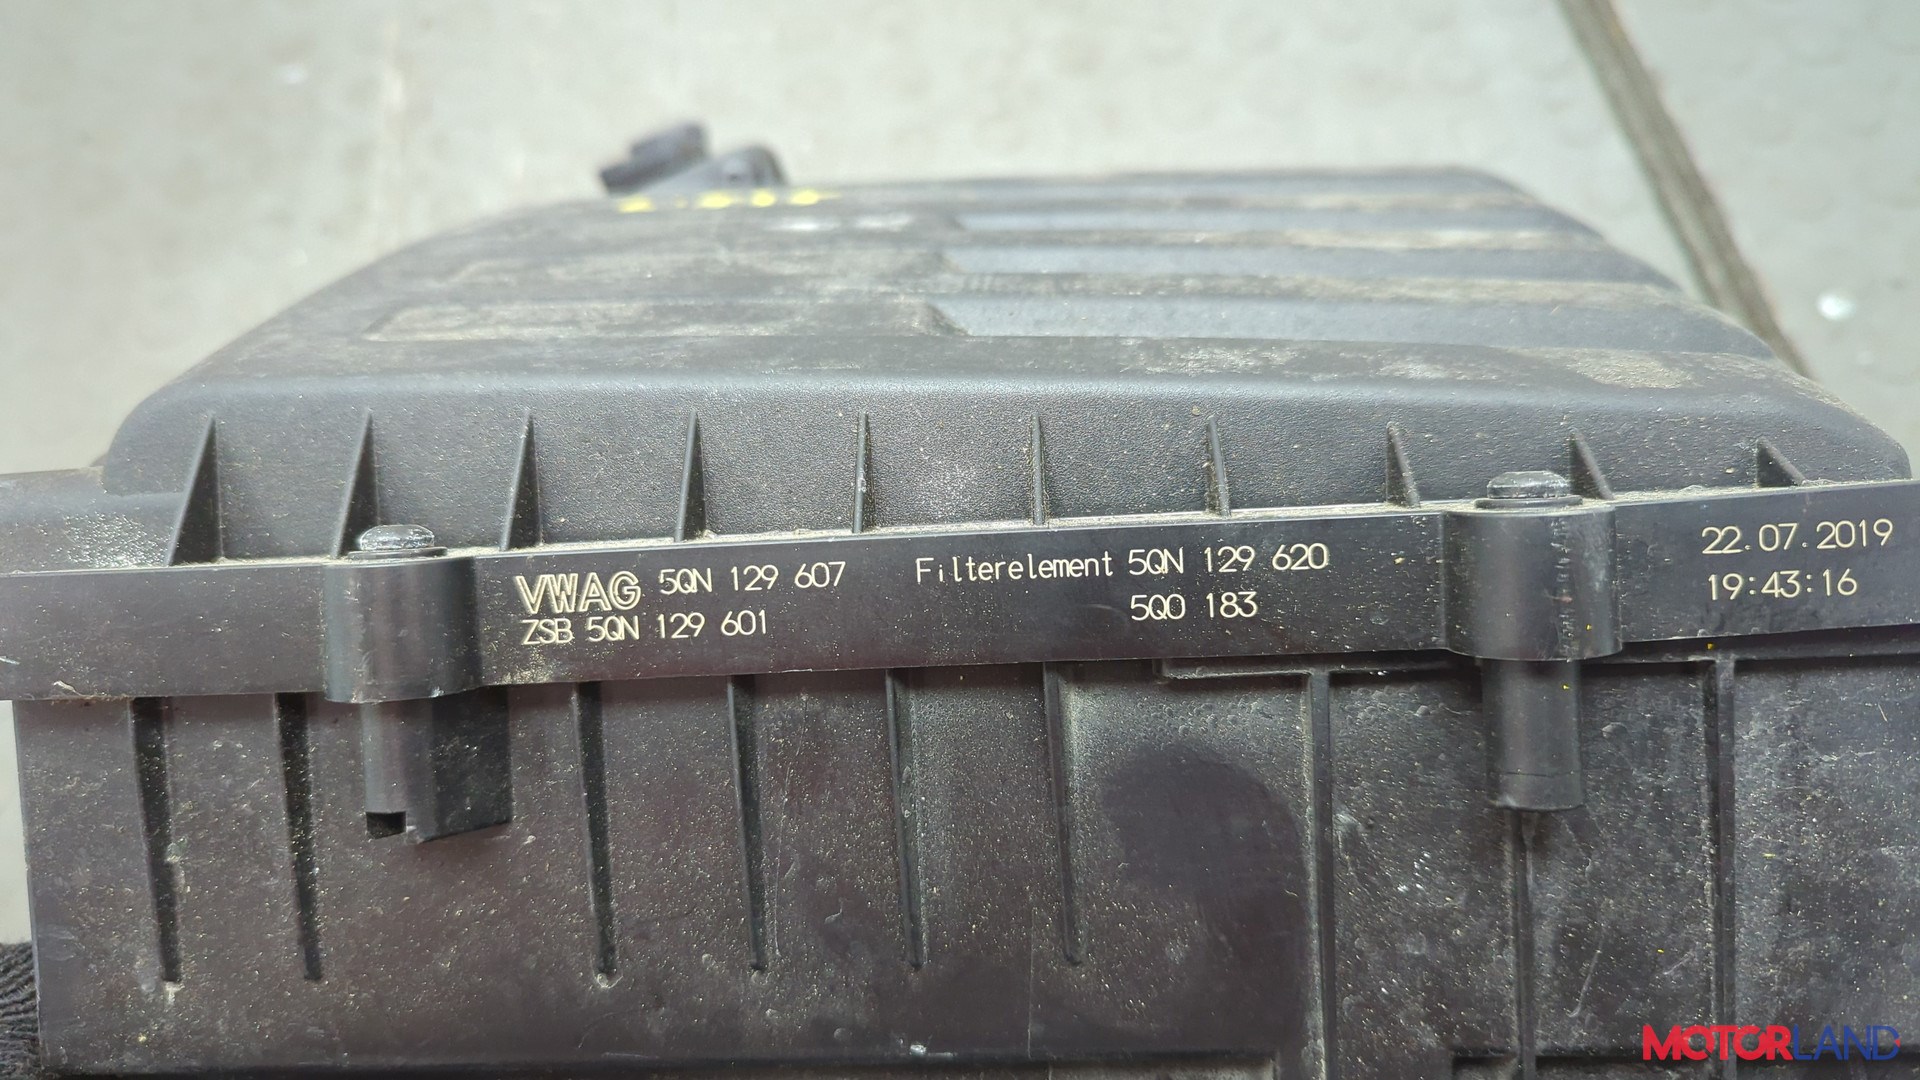 VWAG 5QN 129 607
ZSB 5QN 129 601
Filterelement 5QN 129 620
5Q0 183
22.07.2019
19:43:16
MOTORLAND